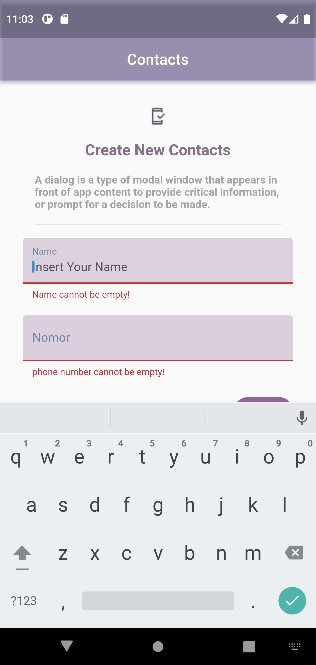 11:03
Contacts
Create New Contacts
A dialog is a type of modal window that appears in
front of app content to provide critical information,
or prompt for a decision to be made.
Name
Insert Your Name
Name cannot be empty!
Nomor
phone number cannot be empty!
1 2 3 4 5 6 7 8 9 0
q w e r t y u i o p
a s d f g h j k l
z x c v b n m
?123 , .